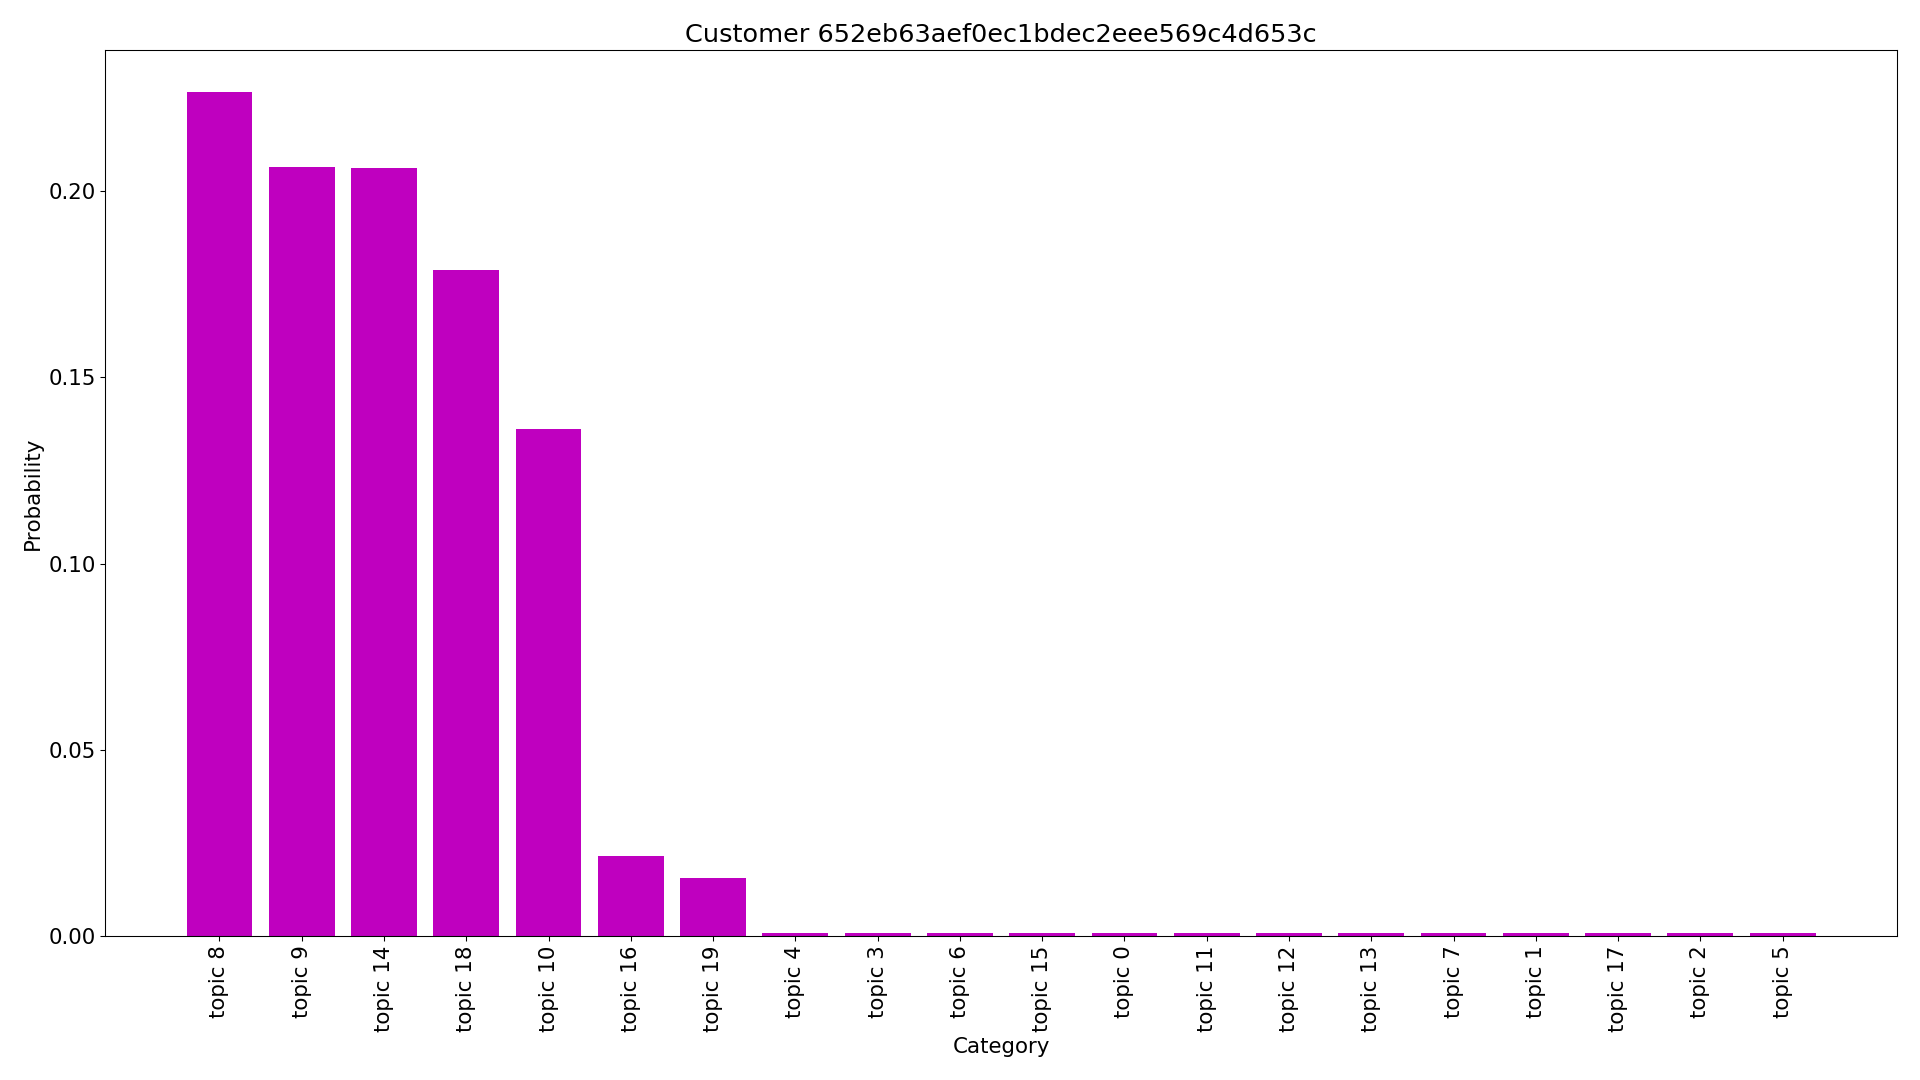 Customer 652eb63aef0ec1bdec2eee569c4d653c
Probability
0.20
0.15
0.10
0.05
0.00
topic 8
topic 9
topic 14
topic 18
topic 10
topic 16
topic 19
topic 4
topic 3
topic 6
topic 15
topic 0
topic 11
topic 12
topic 13
topic 7
topic 1
topic 17
topic 2
topic 5
Category